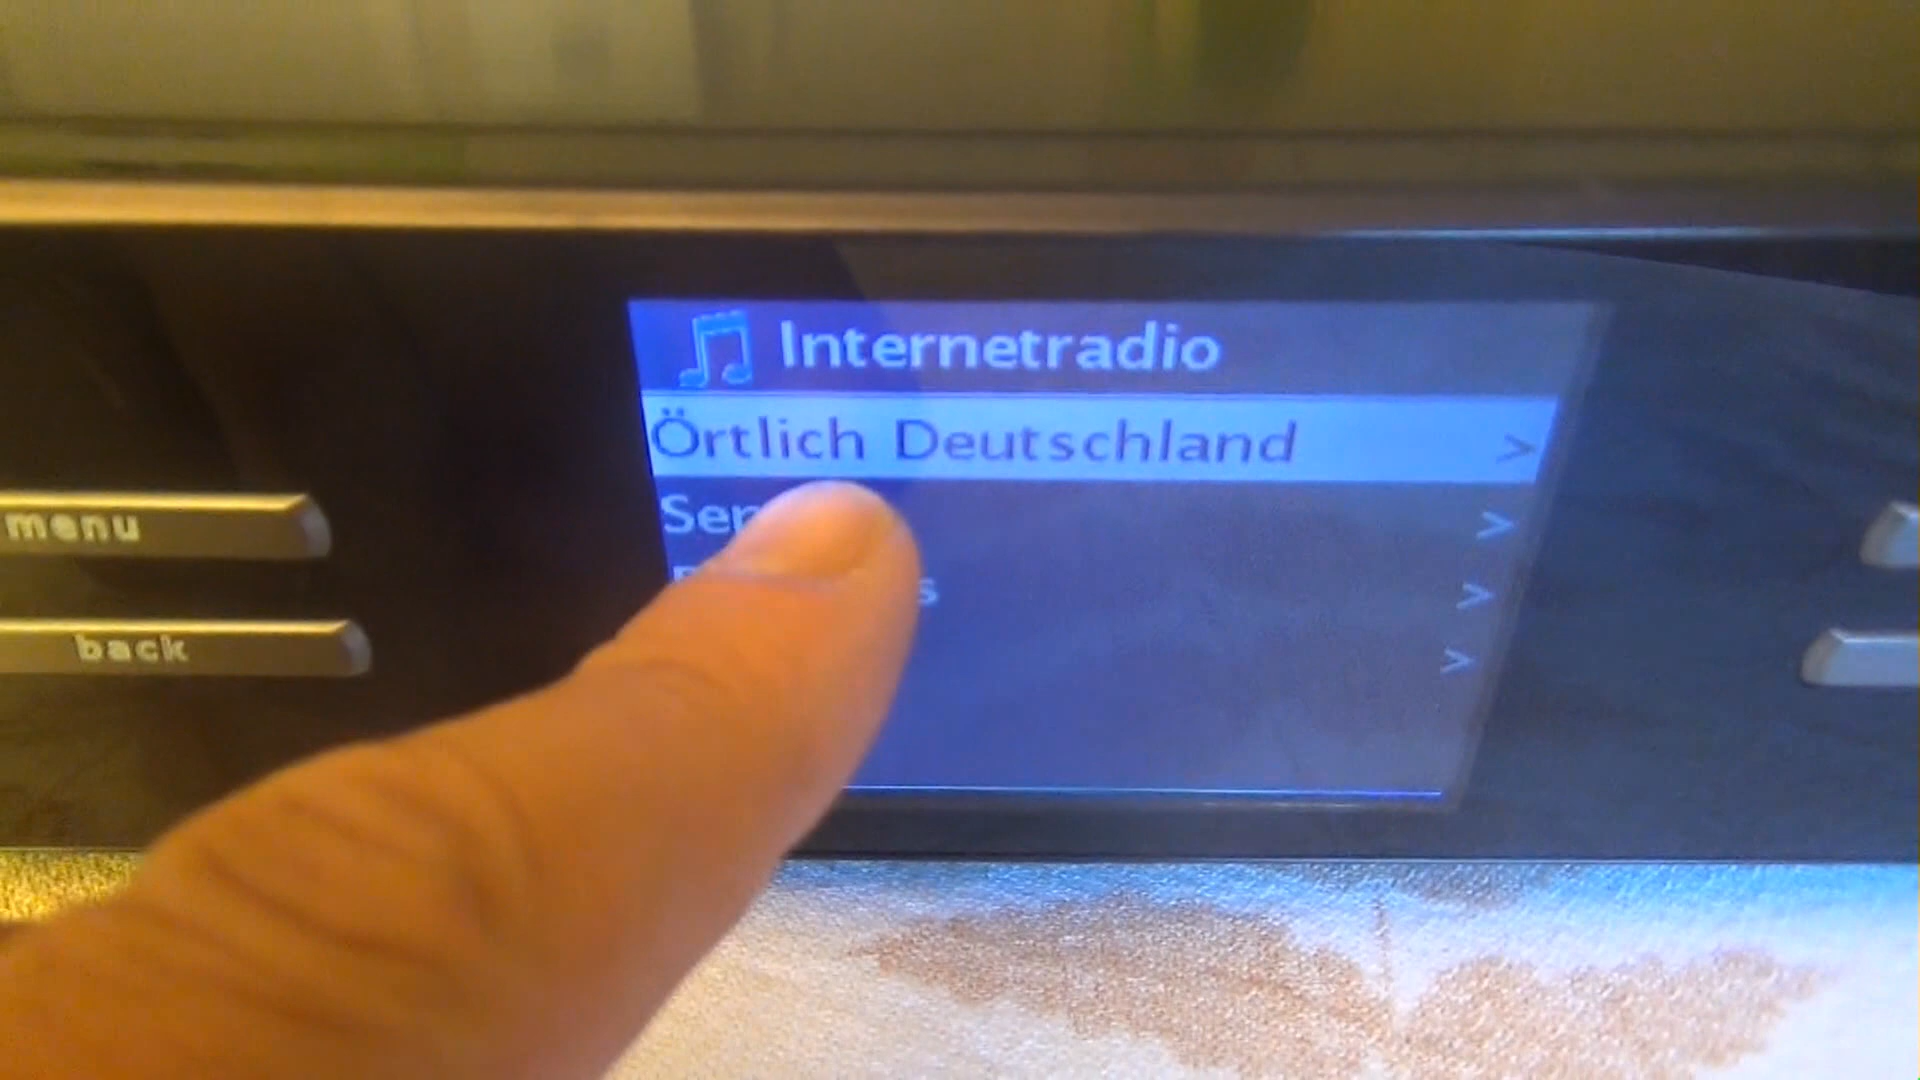 Internetradio
Örtlich Deutschland >
>
>
>
menu
back